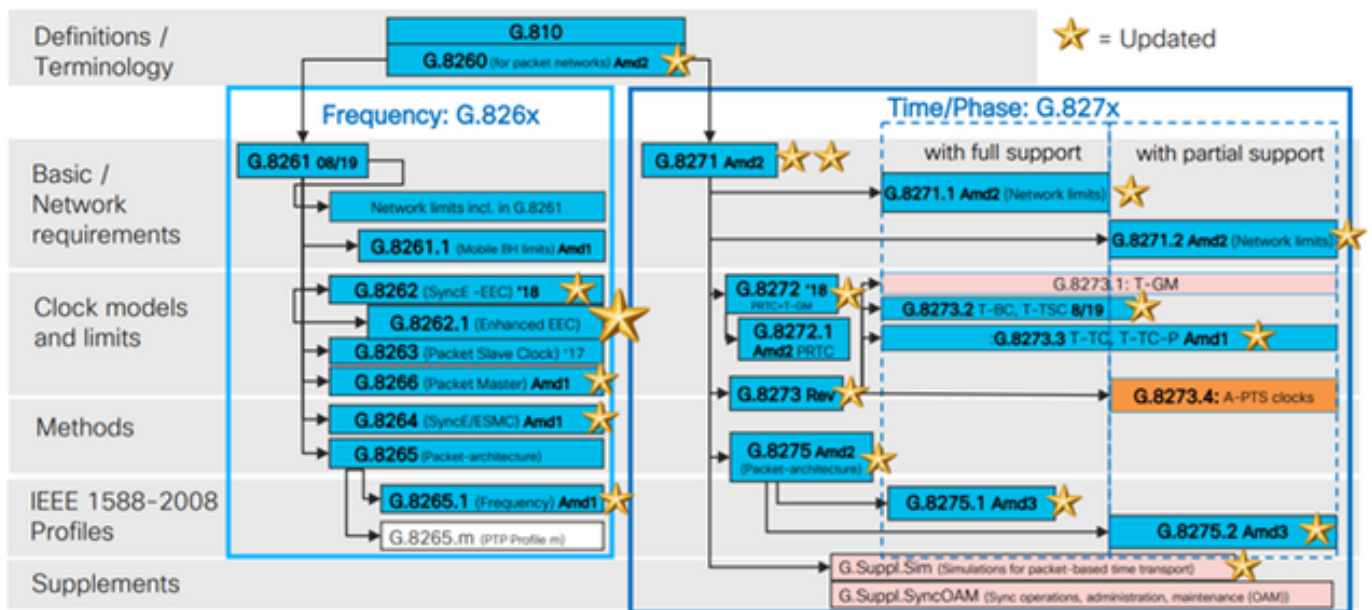 Definitions /
Terminology
G.810
G.8260 (for packet networks) Amd2
= Updated
Frequency: G.826x
Time/Phase: G.827x
Basic /
Network
requirements
G.8261 08/19
Network limits incl. in G.8261
G.8261.1 (Mobile BH limits) Amd1
G.8271 Amd2
with full support
with partial support
G.8271.1 Amd2 (Network limits)
G.8271.2 Amd2 (Network limits)
Clock models
and limits
G.8262 (SyncE -EEC) '18
G.8262.1 (Enhanced EEC)
G.8263 (Packet Slave Clock) '17
G.8266 (Packet Master) Amd1
G.8272 '18
PRTC+T-GM
G.8272.1
Amd2 PRTC
G.8273 Rev
G.8273.1: T-GM
G.8273.2 T-BC, T-TSC 8/19
:G.8273.3 T-TC, T-TC-P Amd1
G.8273.4: A-PTS clocks
Methods
G.8264 (SyncE/ESMC) Amd1
G.8265 (Packet-architecture)
G.8275 Amd2
(Packet-architecture)
IEEE 1588-2008
Profiles
G.8265.1 (Frequency) Amd1
G.8265.m (PTP Profile m)
G.8275.1 Amd3
G.8275.2 Amd3
Supplements
G.Suppl.Sim (Simulations for packet-based time transport)
G.Suppl.SyncOAM (Sync operations, administration, maintenance (OAM))